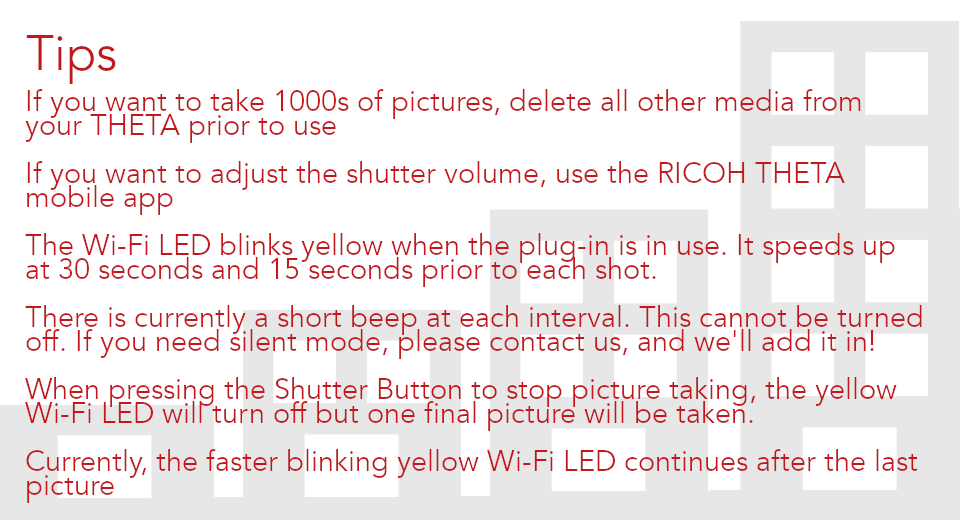 Tips
If you want to take 1000s of pictures, delete all other media from
your THETA prior to use
If you want to adjust the shutter volume, use the RICOH THETA
mobile app
The Wi-Fi LED blinks yellow when the plug-in is in use. It speeds up
at 30 seconds and 15 seconds prior to each shot.
There is currently a short beep at each interval. This cannot be turned
off. If you need silent mode, please contact us, and we'll add it in!
When pressing the Shutter Button to stop picture taking, the yellow
Wi-Fi LED will turn off but one final picture will be taken.
Currently, the faster blinking yellow Wi-Fi LED continues after the last
picture